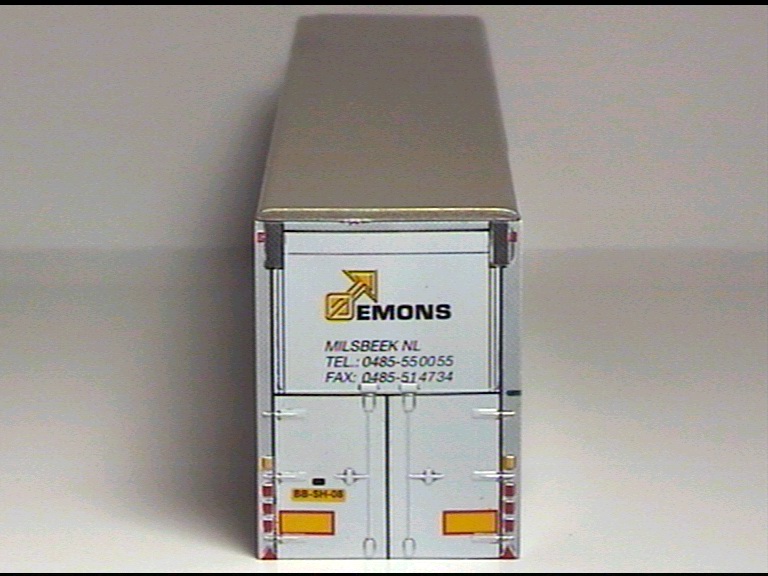 EMONS
MILSBEEK NL
TEL.: 0485-550055
FAX: 0485-514734
BB-SH-08